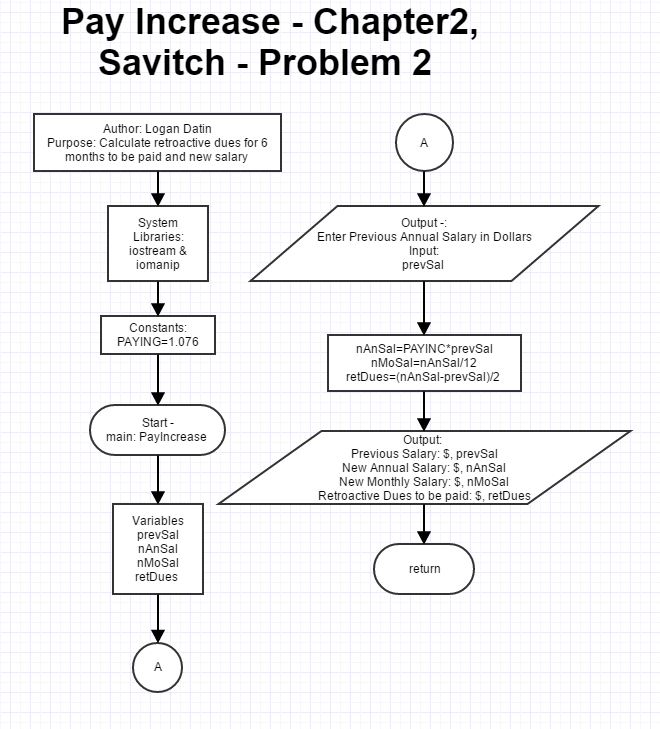 Pay Increase - Chapter2,
Savitch - Problem 2
Author: Logan Datin
Purpose: Calculate retroactive dues for 6
months to be paid and new salary
System
Libraries:
iostream &
iomanip
Constants:
PAYING=1.076
Start -
main: PayIncrease
Variables
prevSal
nAnSal
nMoSal
retDues
A
A
Output -:
Enter Previous Annual Salary in Dollars
Input:
prevSal
nAnSal=PAYINC*prevSal
nMoSal=nAnSal/12
retDues=(nAnSal-prevSal)/2
Output:
Previous Salary: $, prevSal
New Annual Salary: $, nAnSal
New Monthly Salary: $, nMoSal
Retroactive Dues to be paid: $, retDues
return